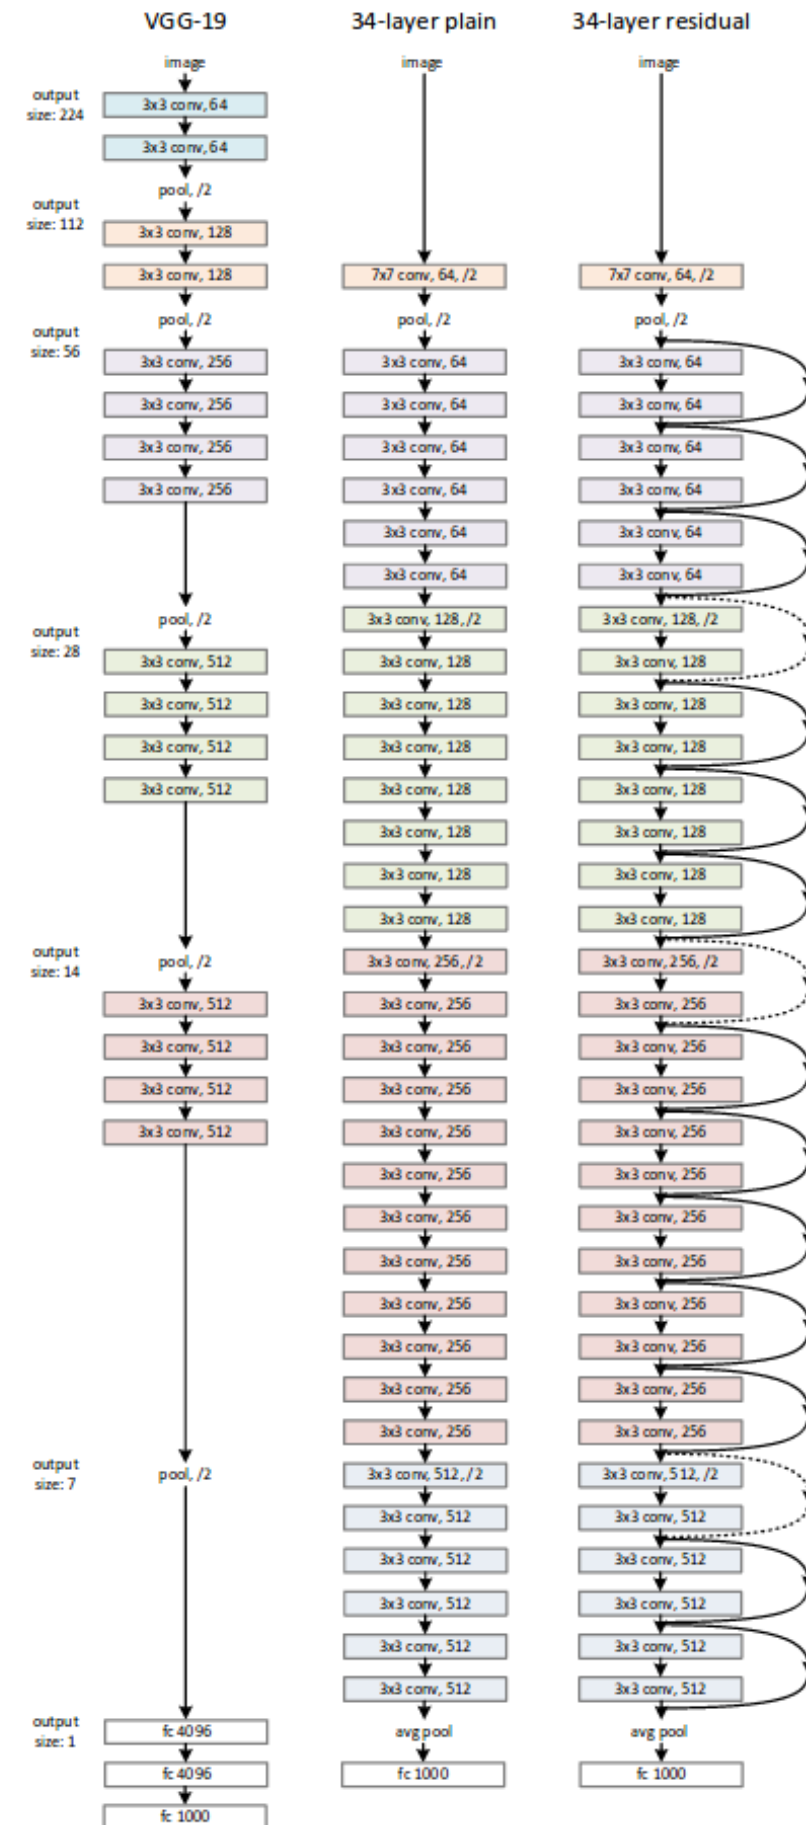 VGG-19
image
output
size: 224
3x3 conv, 64
3x3 conv, 64
pool, /2
output
size: 112
3x3 conv, 128
3x3 conv, 128
pool, /2
output
size: 56
3x3 conv, 256
3x3 conv, 256
3x3 conv, 256
3x3 conv, 256
pool, /2
output
size: 28
3x3 conv, 512
3x3 conv, 512
3x3 conv, 512
3x3 conv, 512
output
size: 14
pool, /2
3x3 conv, 512
3x3 conv, 512
3x3 conv, 512
3x3 conv, 512
output
size: 7
pool, /2
output
size: 1
fc 4096
fc 4096
fc 1000
34-layer plain
image
7x7 conv, 64, /2
pool, /2
3x3 conv, 64
3x3 conv, 64
3x3 conv, 64
3x3 conv, 64
3x3 conv, 64
3x3 conv, 64
3x3 conv, 128, /2
3x3 conv, 128
3x3 conv, 128
3x3 conv, 128
3x3 conv, 128
3x3 conv, 128
3x3 conv, 128
3x3 conv, 128
3x3 conv, 256, /2
3x3 conv, 256
3x3 conv, 256
3x3 conv, 256
3x3 conv, 256
3x3 conv, 256
3x3 conv, 256
3x3 conv, 256
3x3 conv, 256
3x3 conv, 256
3x3 conv, 256
3x3 conv, 256
3x3 conv, 512, /2
3x3 conv, 512
3x3 conv, 512
3x3 conv, 512
3x3 conv, 512
3x3 conv, 512
avg pool
fc 1000
34-layer residual
image
7x7 conv, 64, /2
pool, /2
3x3 conv, 64
3x3 conv, 64
3x3 conv, 64
3x3 conv, 64
3x3 conv, 64
3x3 conv, 64
3x3 conv, 128, /2
3x3 conv, 128
3x3 conv, 128
3x3 conv, 128
3x3 conv, 128
3x3 conv, 128
3x3 conv, 128
3x3 conv, 128
3x3 conv, 256, /2
3x3 conv, 256
3x3 conv, 256
3x3 conv, 256
3x3 conv, 256
3x3 conv, 256
3x3 conv, 256
3x3 conv, 256
3x3 conv, 256
3x3 conv, 256
3x3 conv, 256
3x3 conv, 256
3x3 conv, 512, /2
3x3 conv, 512
3x3 conv, 512
3x3 conv, 512
3x3 conv, 512
3x3 conv, 512
avg pool
fc 1000